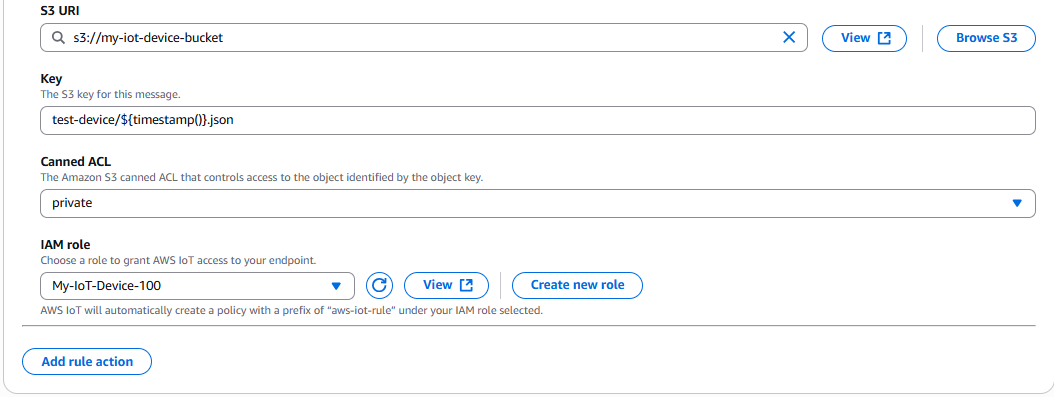 S3 URI
s3://my-iot-device-bucket
View
Browse S3
Key
The S3 key for this message.
test-device/${timestamp()}.json
Canned ACL
The Amazon S3 canned ACL that controls access to the object identified by the object key.
private
IAM role
Choose a role to grant AWS IoT access to your endpoint.
My-IoT-Device-100
View
Create new role
AWS IoT will automatically create a policy with a prefix of “aws-iot-rule” under your IAM role selected.
Add rule action